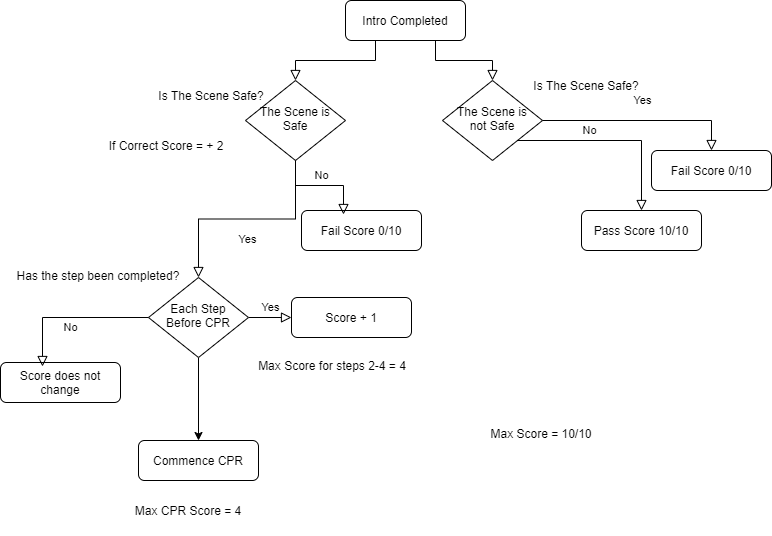 Intro Completed
Is The Scene Safe?
Is The Scene Safe?
Yes
The Scene is
Safe
The Scene is
not Safe
No
If Correct Score = + 2
Fail Score 0/10
No
Fail Score 0/10
Pass Score 10/10
Yes
Has the step been completed?
Each Step
Before CPR
Yes
Score + 1
No
Max Score for steps 2-4 = 4
Score does not
change
Max Score = 10/10
Commence CPR
Max CPR Score = 4